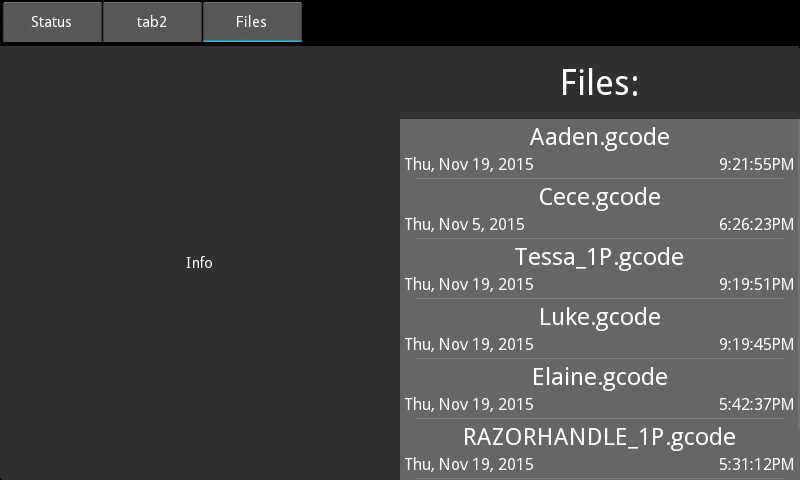 Status tab2 Files
Files:
Info
Aaden.gcode
Thu, Nov 19, 2015 9:21:55PM
Cece.gcode
Thu, Nov 5, 2015 6:26:23PM
Tessa_1P.gcode
Thu, Nov 19, 2015 9:19:51PM
Luke.gcode
Thu, Nov 19, 2015 9:19:45PM
Elaine.gcode
Thu, Nov 19, 2015 5:42:37PM
RAZORHANDLE_1P.gcode
Thu, Nov 19, 2015 5:31:12PM